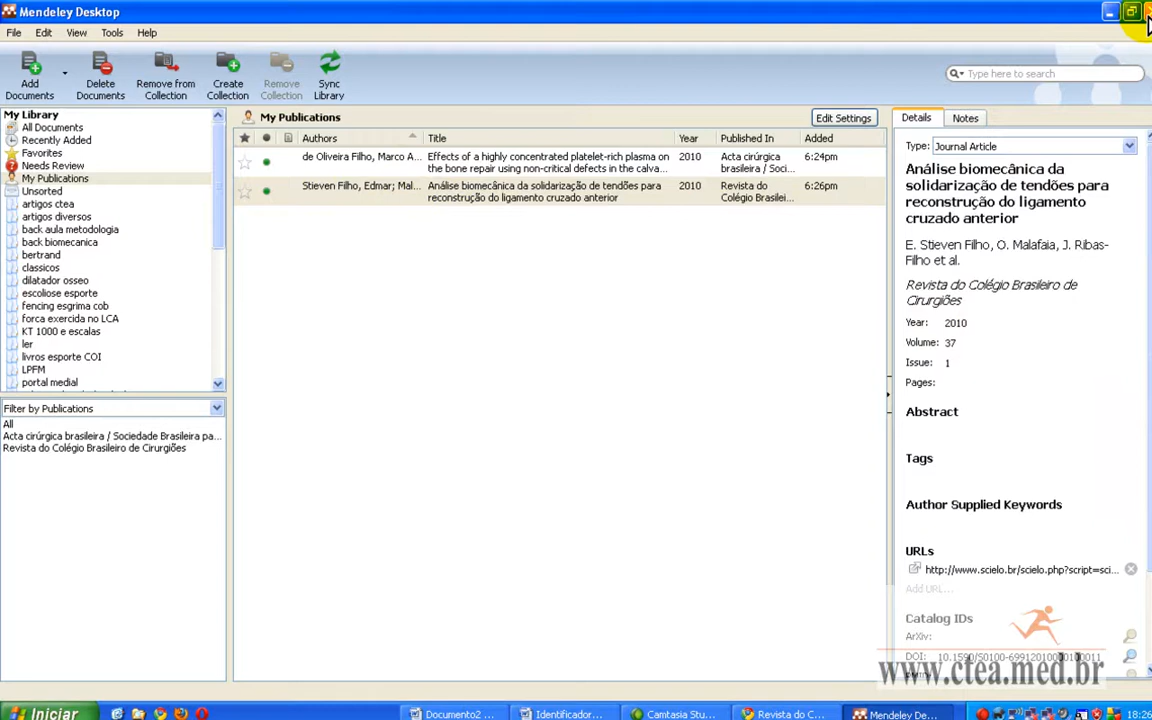 Mendeley Desktop
File Edit View Tools Help
Add Documents
Delete Documents
Remove from Collection
Create Collection
Remove Collection
Sync Library
Type here to search
My Library
All Documents
Recently Added
Favorites
Needs Review
My Publications
Unsorted
artigos ctea
artigos diversos
back aula metodologia
back biomecanica
bertrand
classicos
dilatador osseo
escoliose esporte
fencing esgrima cob
forca exercida no LCA
KT 1000 e escalas
ler
livros esporte COI
LPFM
portal medial
Filter by Publications
All
Acta cirúrgica brasileira / Sociedade Brasileira pa...
Revista do Colégio Brasileiro de Cirurgiões
My Publications
Edit Settings
Authors Title Year Published In Added
de Oliveira Filho, Marco A... Effects of a highly concentrated platelet-rich plasma on 2010 Acta cirúrgica 6:24pm
the bone repair using non-critical defects in the calva... brasileira / Soci...
Stieven Filho, Edmar; Mal... Análise biomecânica da solidarização de tendões para 2010 Revista do 6:26pm
reconstrução do ligamento cruzado anterior Colégio Brasilei...
Details Notes
Type: Journal Article
Análise biomecânica da
solidarização de tendões para
reconstrução do ligamento
cruzado anterior
E. Stieven Filho, O. Malafaia, J. Ribas-
Filho et al.
Revista do Colégio Brasileiro de
Cirurgiões
Year: 2010
Volume: 37
Issue: 1
Pages:
Abstract
Tags
Author Supplied Keywords
URLs
http://www.scielo.br/scielo.php?script=sci...
Add URL...
Catalog IDs
ArXiv:
DOI: 10.1590/S0100-69912010000100011
www.ctea.med.br
Iniciar
Documento2 ...
Identificador...
Camtasia Stu...
Revista do C...
Mendeley De...
18:26